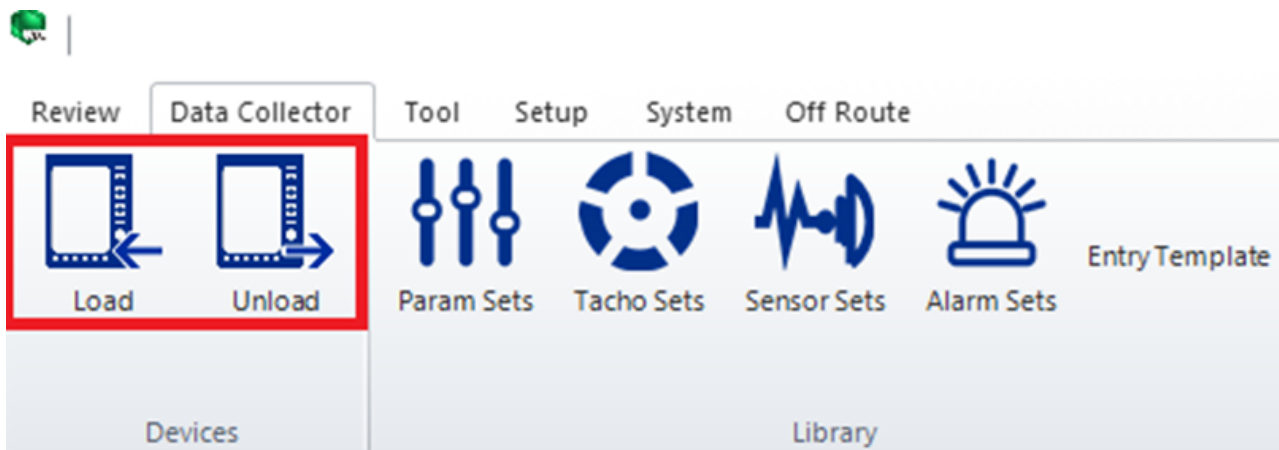 Review Data Collector Tool Setup System Off Route
Load Unload Param Sets Tacho Sets Sensor Sets Alarm Sets Entry Template
Devices Library